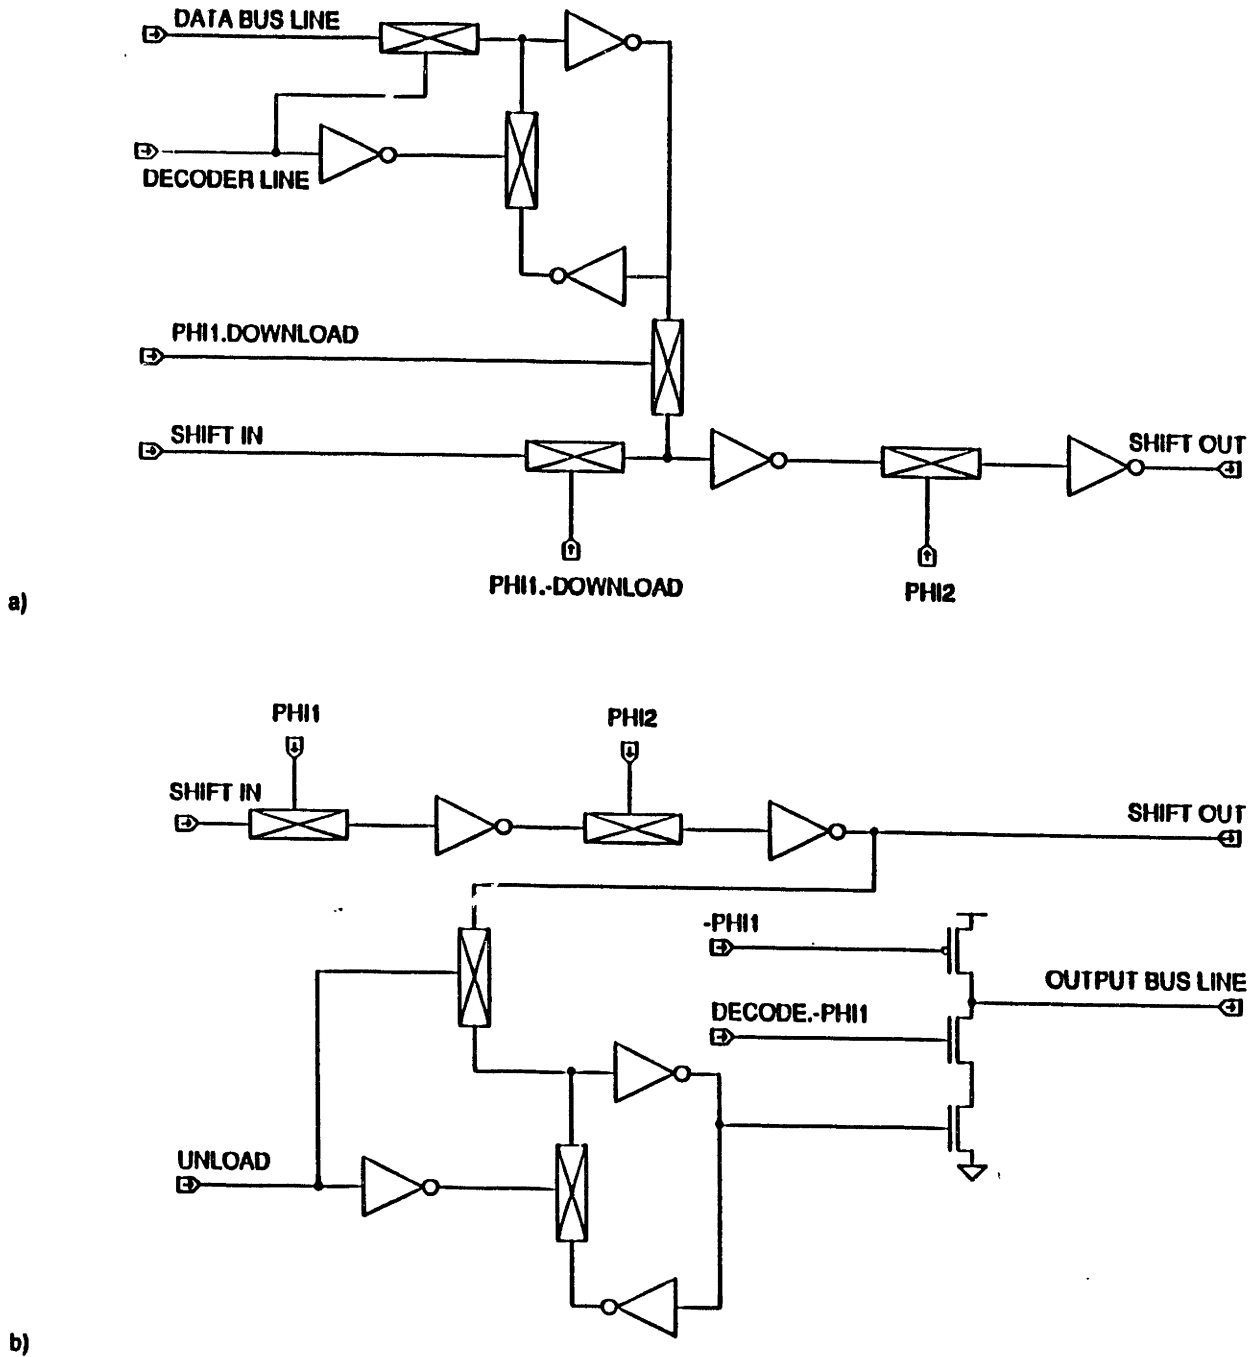 DATA BUS LINE
DECODER LINE
PHI1.DOWNLOAD
SHIFT IN
SHIFT OUT
PHI1.-DOWNLOAD
PHI2
a)
PHI1
PHI2
SHIFT IN
SHIFT OUT
-PHI1
OUTPUT BUS LINE
DECODE.-PHI1
UNLOAD
b)